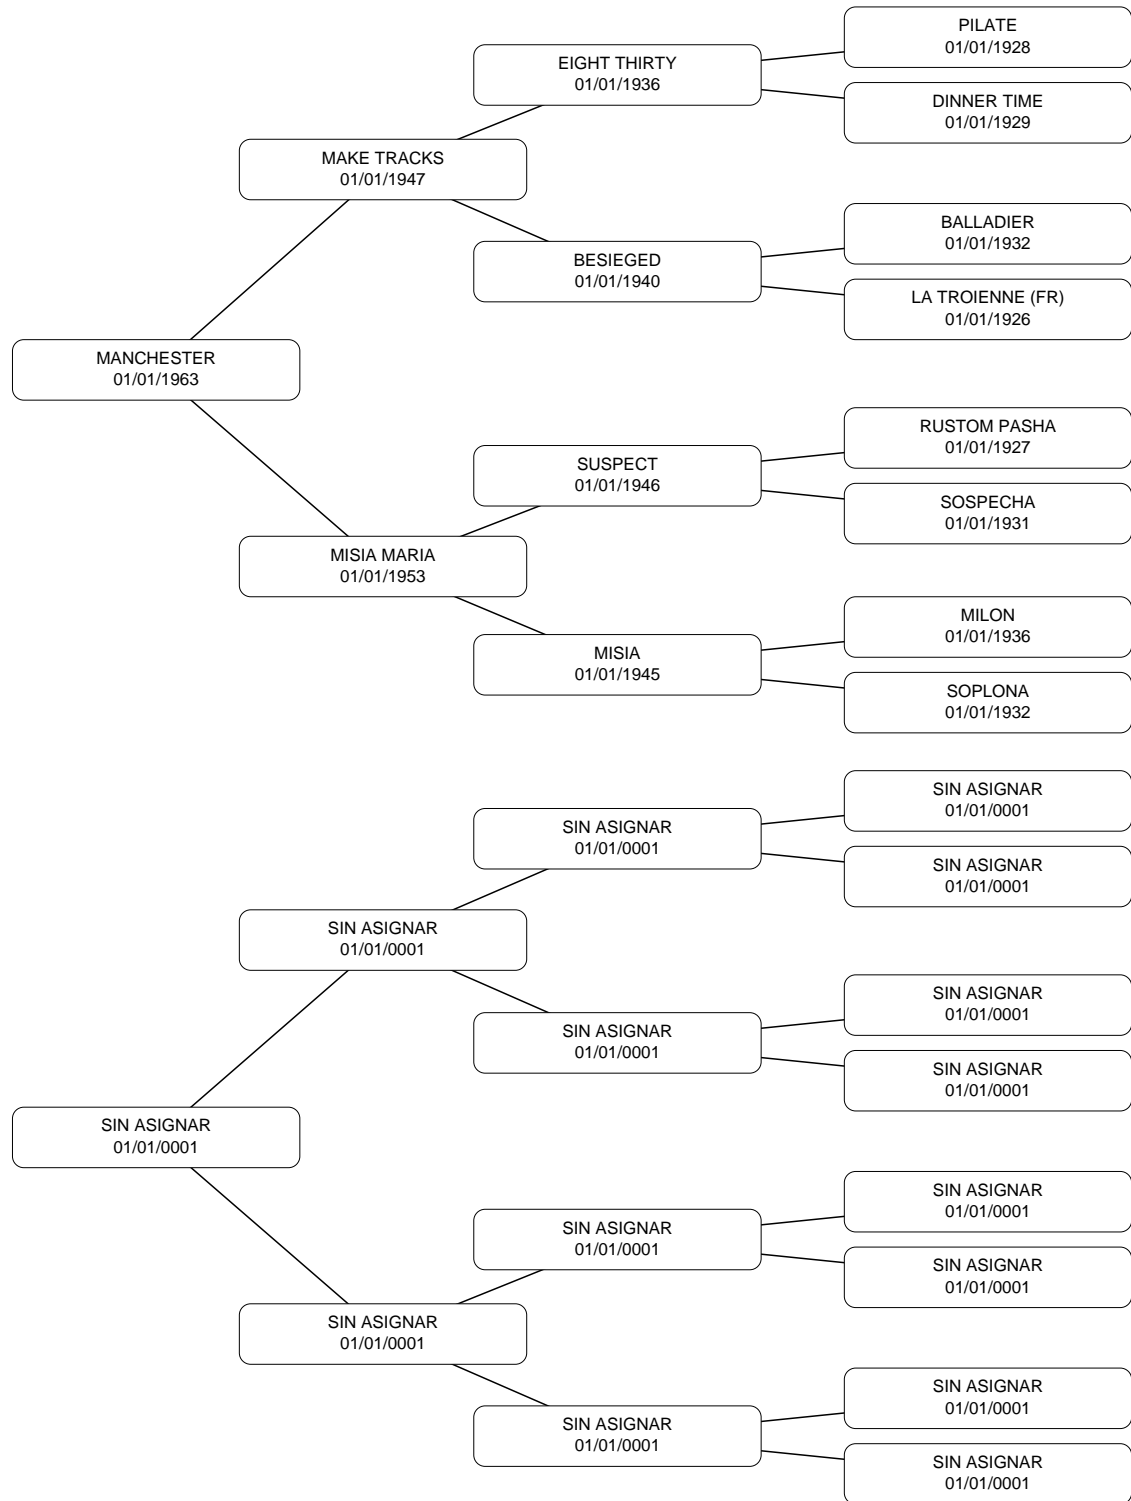 PILATE
01/01/1928
EIGHT THIRTY
01/01/1936
DINNER TIME
01/01/1929
MAKE TRACKS
01/01/1947
BALLADIER
01/01/1932
BESIEGED
01/01/1940
LA TROIENNE (FR)
01/01/1926
MANCHESTER
01/01/1963
RUSTOM PASHA
01/01/1927
SUSPECT
01/01/1946
SOSPECHA
01/01/1931
MISIA MARIA
01/01/1953
MILON
01/01/1936
MISIA
01/01/1945
SOPLONA
01/01/1932
SIN ASIGNAR
01/01/0001
SIN ASIGNAR
01/01/0001
SIN ASIGNAR
01/01/0001
SIN ASIGNAR
01/01/0001
SIN ASIGNAR
01/01/0001
SIN ASIGNAR
01/01/0001
SIN ASIGNAR
01/01/0001
SIN ASIGNAR
01/01/0001
SIN ASIGNAR
01/01/0001
SIN ASIGNAR
01/01/0001
SIN ASIGNAR
01/01/0001
SIN ASIGNAR
01/01/0001
SIN ASIGNAR
01/01/0001
SIN ASIGNAR
01/01/0001
SIN ASIGNAR
01/01/0001